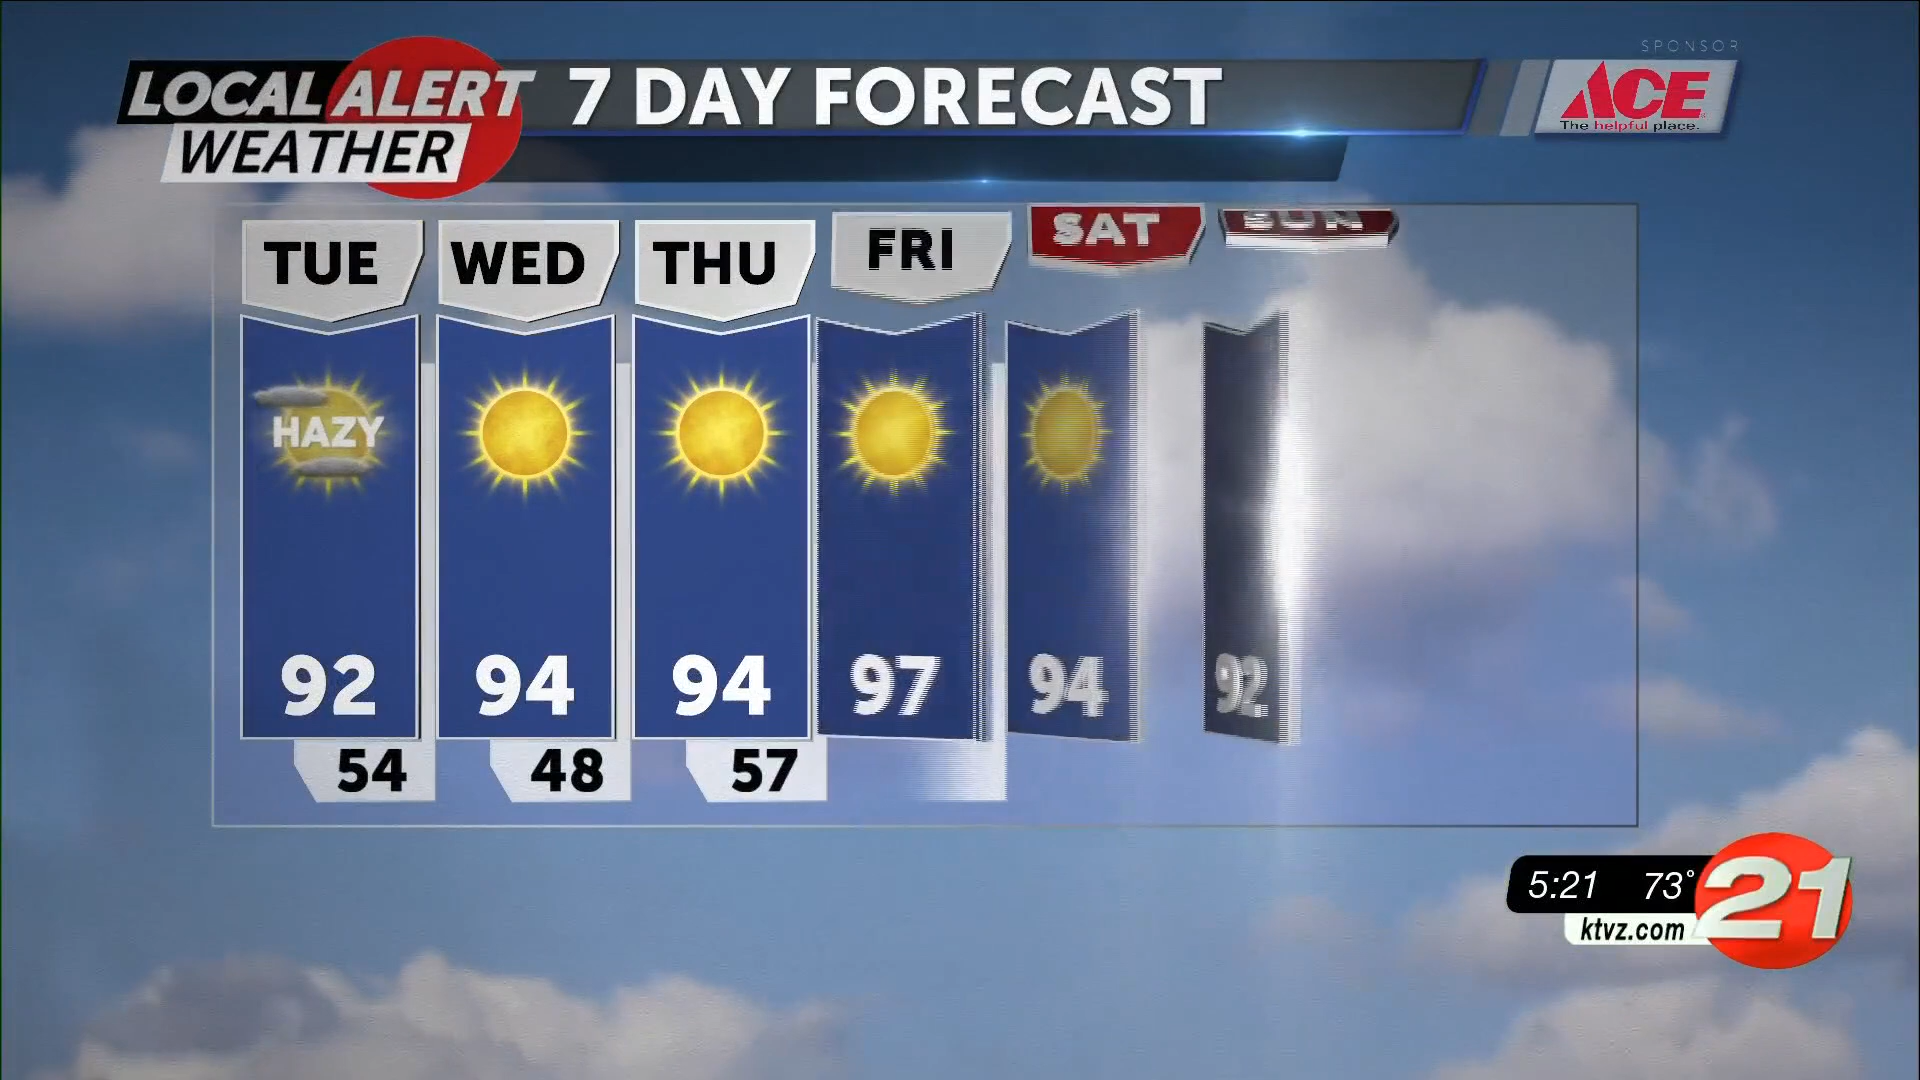 SPONSOR
LOCAL ALERT
WEATHER
7 DAY FORECAST
ACE
The helpful place.
TUE WED THU FRI SAT SUN
HAZY
92 94 94 97 94 92
54 48 57
5:21 73°
ktvz.com
21